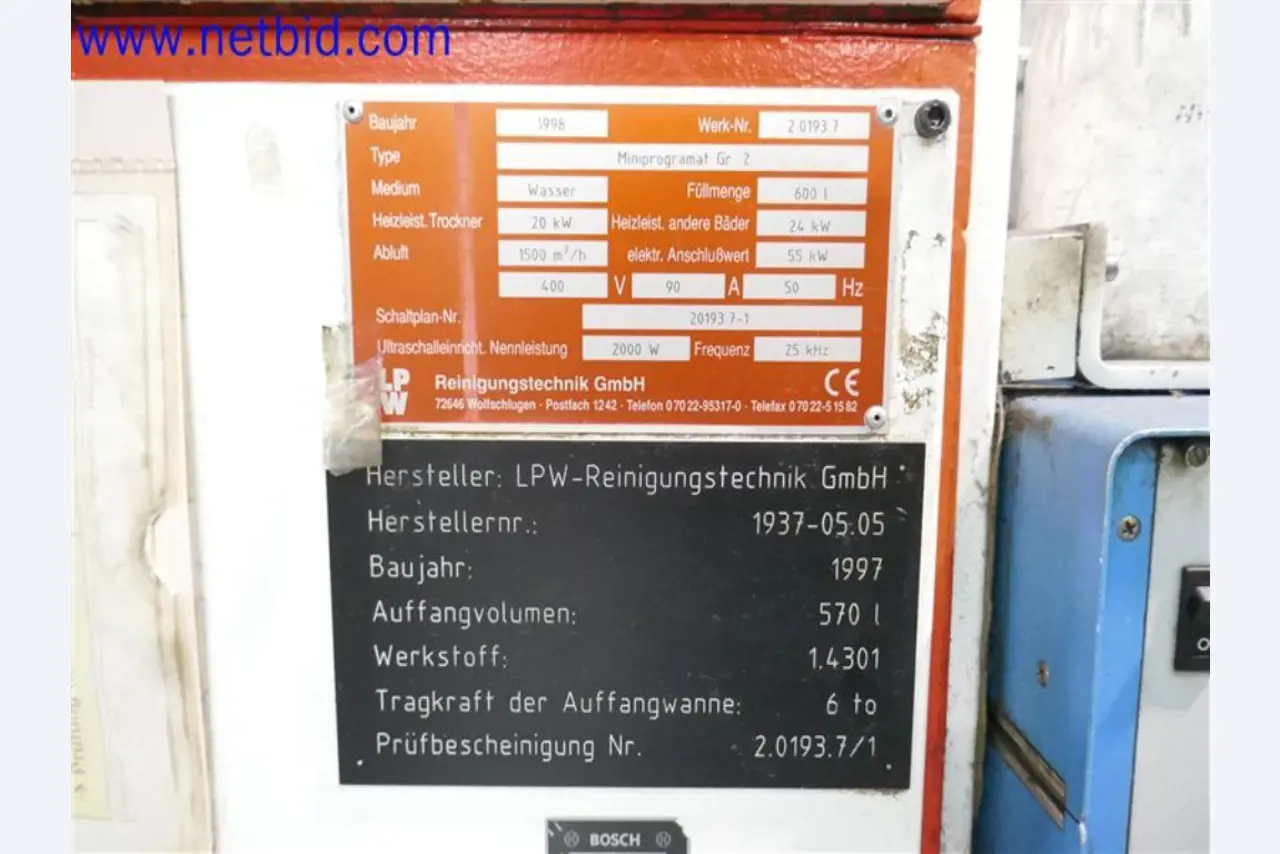 www.netbid.com
Baujahr 1998 Werk-Nr. 2.0193.7
Type Miniprogramat Gr 2
Medium Wasser Füllmenge 600 l
Heizleist. Trockner 20 kW Heizleist. andere Bäder 24 kW
Abluft 1500 m³/h elektr. Anschlußwert 55 kW
400 V 90 A 50 Hz
Schaltplan-Nr. 20193.7-1
Ultraschalleinricht. Nennleistung 2000 W Frequenz 25 kHz
LPW Reinigungstechnik GmbH CE
72646 Wolfschlugen · Postfach 1242 · Telefon 0 70 22-95317-0 · Telefax 0 70 22-5 15 82
Hersteller: LPW-Reinigungstechnik GmbH
Herstellernr.: 1937-05.05
Baujahr: 1997
Auffangvolumen: 570 l
Werkstoff: 1.4301
Tragkraft der Auffangwanne: 6 to
Prüfbescheinigung Nr. 2.0193.7/1
BOSCH
Prüfung